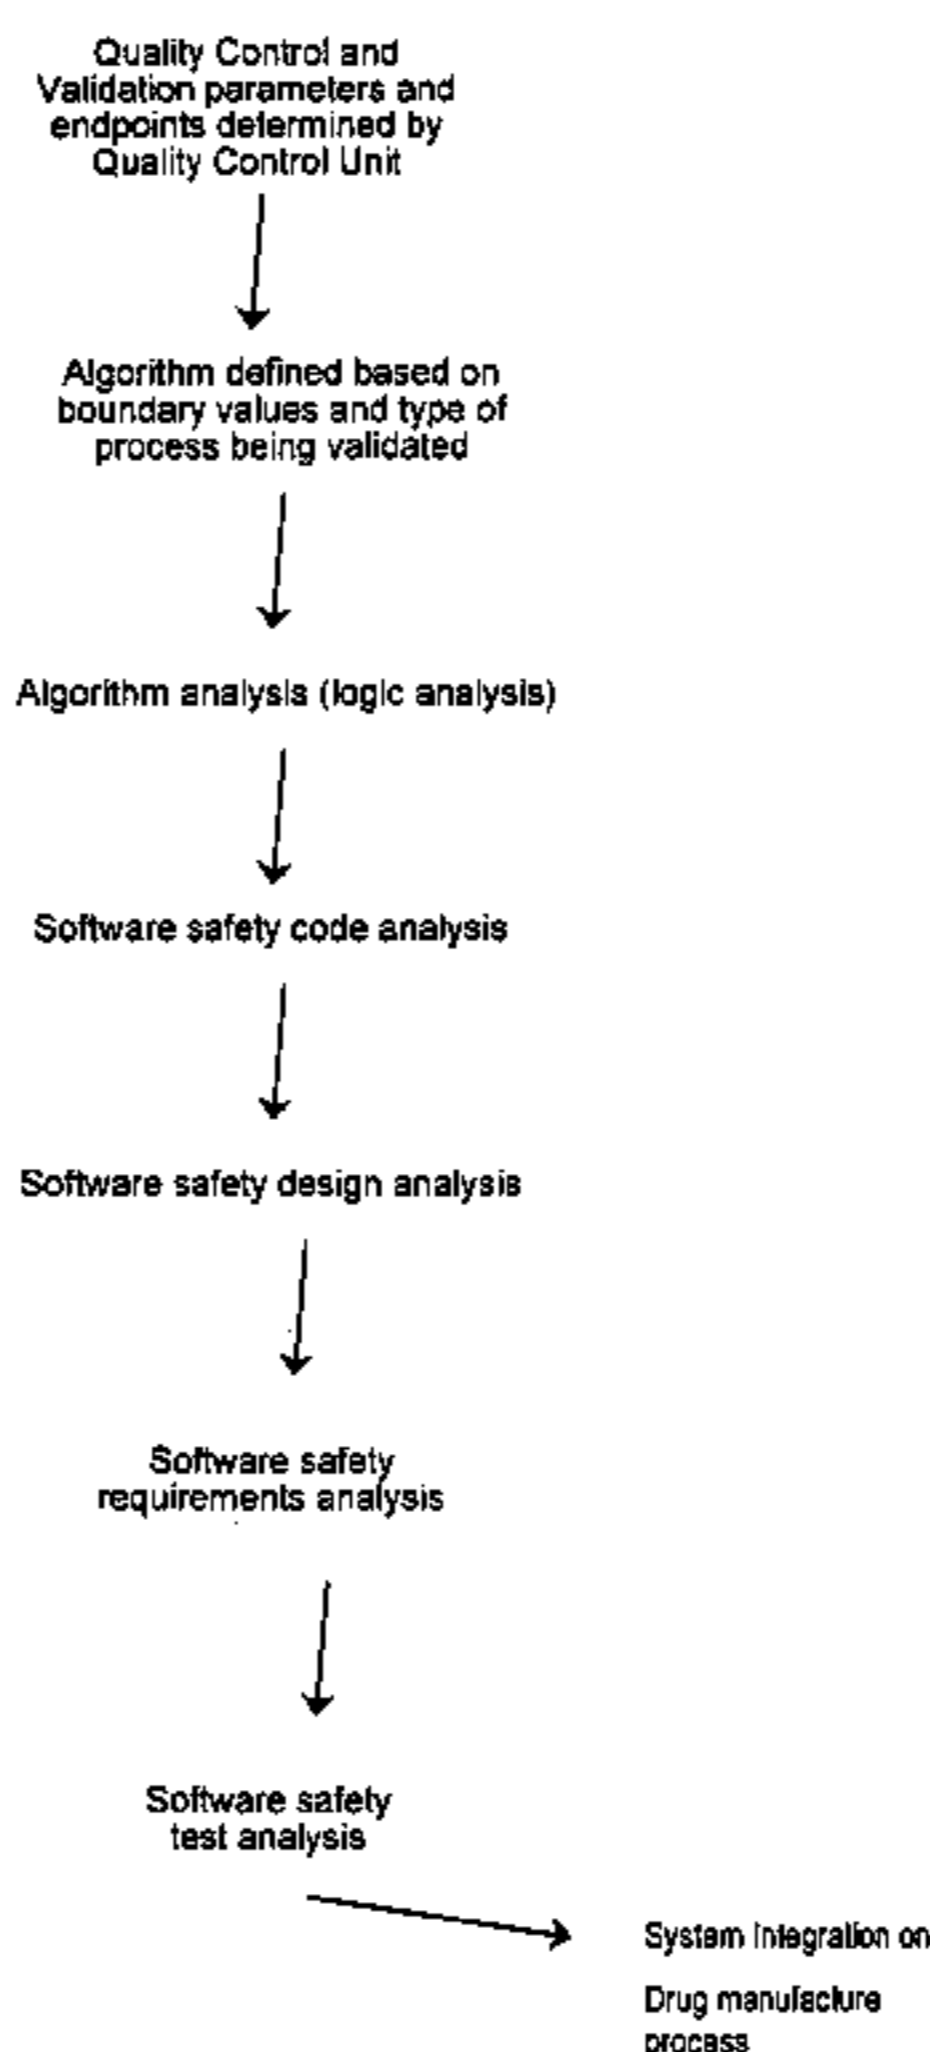 Quality Control and
Validation parameters and
endpoints determined by
Quality Control Unit
Algorithm defined based on
boundary values and type of
process being validated
Algorithm analysis (logic analysis)
Software safety code analysis
Software safety design analysis
Software safety
requirements analysis
Software safety
test analysis
System integration on
Drug manufacture
process